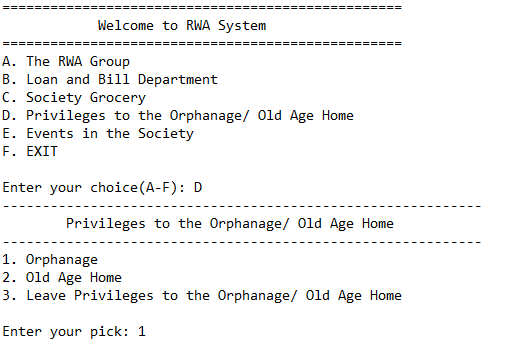 ==================================================
Welcome to RWA System
==================================================
A. The RWA Group
B. Loan and Bill Department
C. Society Grocery
D. Privileges to the Orphanage/ Old Age Home
E. Events in the Society
F. EXIT
Enter your choice(A-F): D
------------------------------------------------------------
Privileges to the Orphanage/ Old Age Home
------------------------------------------------------------
1. Orphanage
2. Old Age Home
3. Leave Privileges to the Orphanage/ Old Age Home
Enter your pick: 1